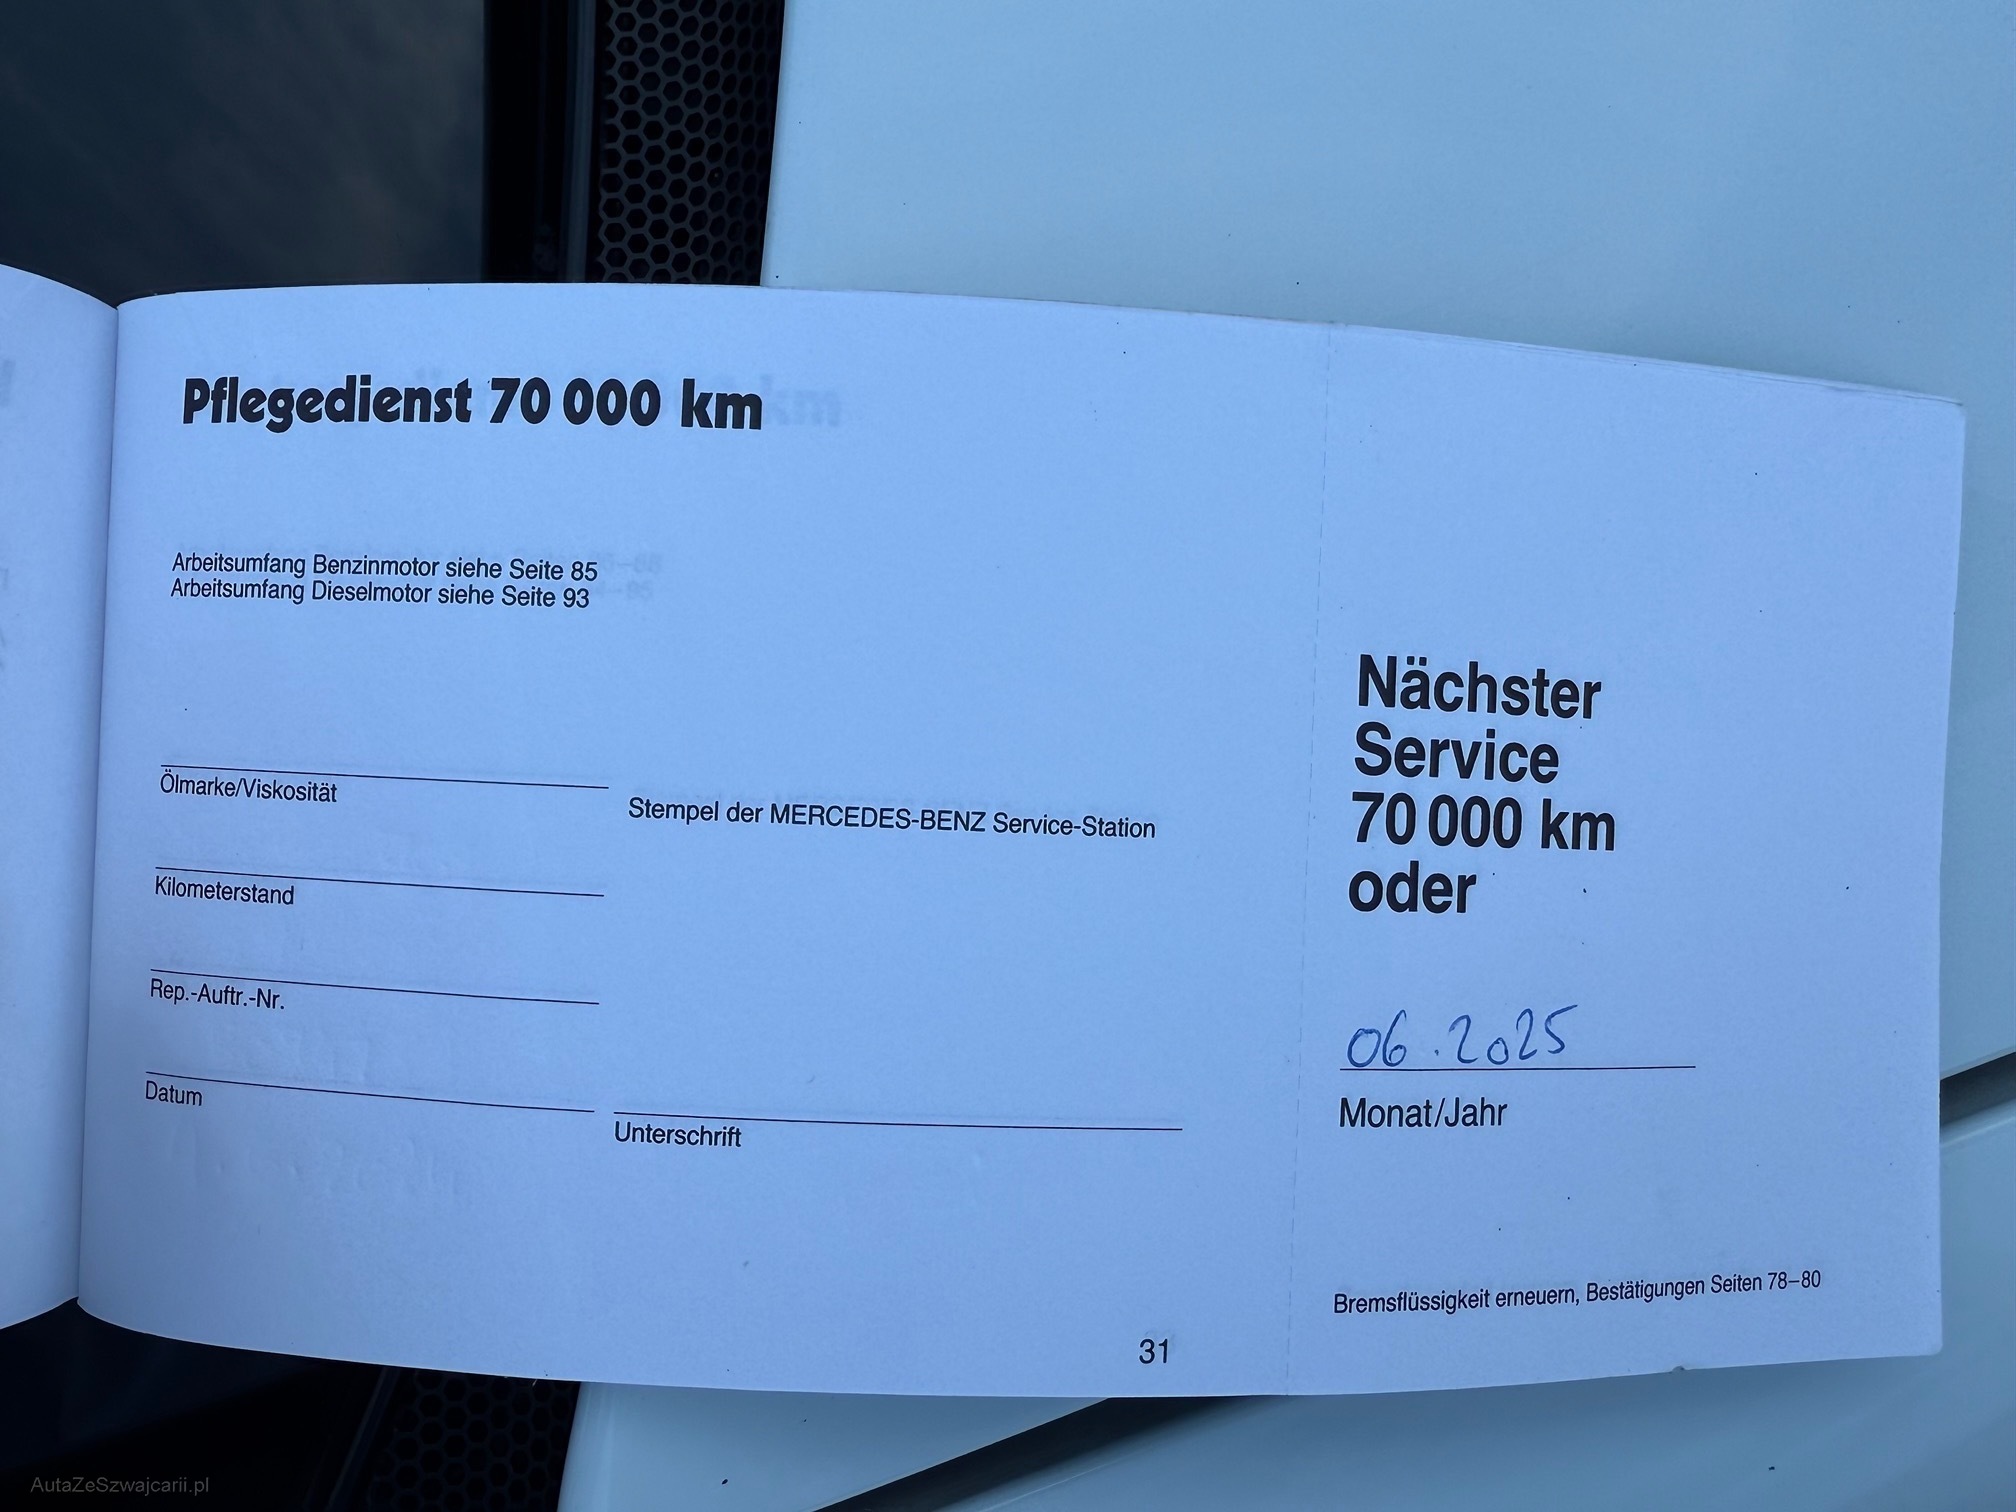 Pflegedienst 70 000 km
Arbeitsumfang Benzinmotor siehe Seite 85
Arbeitsumfang Dieselmotor siehe Seite 93
Ölmarke/Viskosität
Stempel der MERCEDES-BENZ Service-Station
Kilometerstand
Rep.-Auftr.-Nr.
Datum
Unterschrift
31
Nächster
Service
70 000 km
oder
06.2025
Monat/Jahr
Bremsflüssigkeit erneuern, Bestätigungen Seiten 78–80
AutaZeSzwajcarii.pl